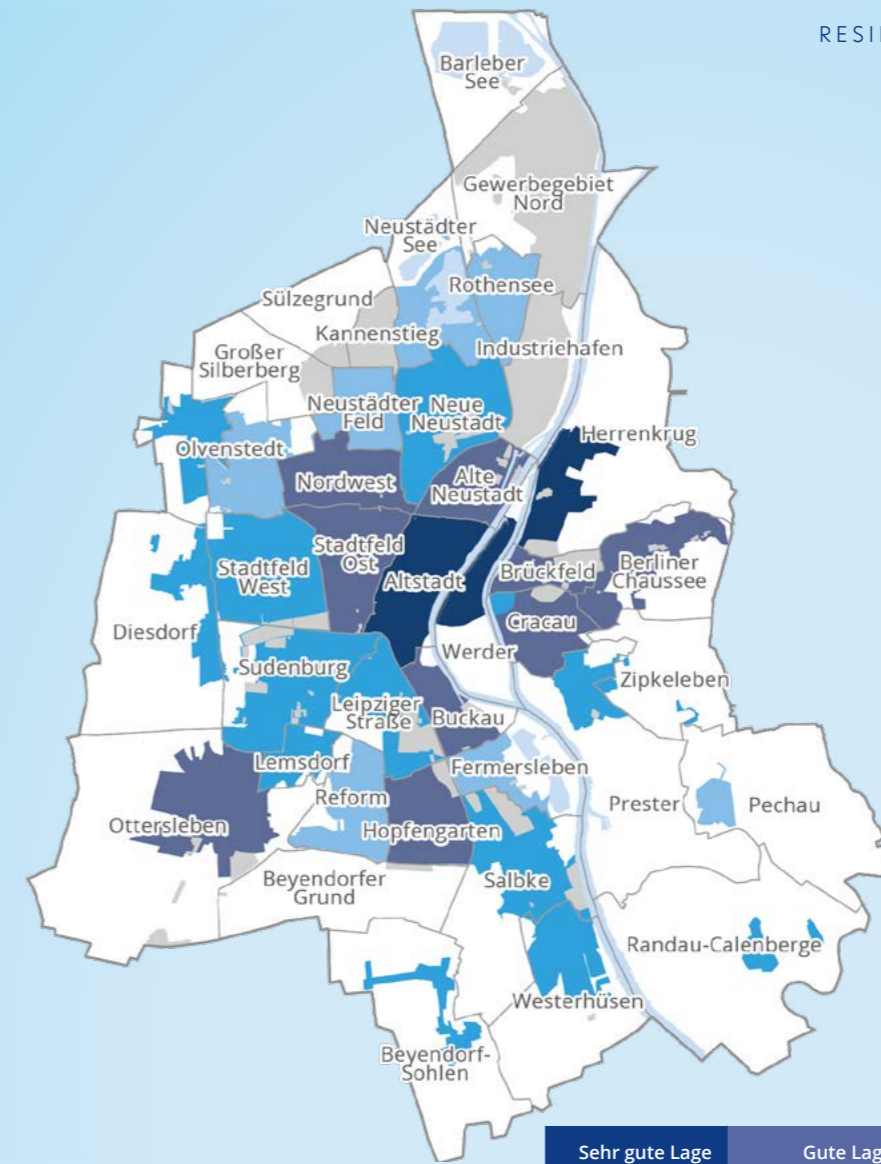 RESI
Barleber
See
Gewerbegebiet
Nord
Neustädter
See
Rothensee
Sülzegrund
Kannenstieg
Industriehafen
Großer
Silberberg
Neustädter
Feld
Neue
Neustadt
Herrenkrug
Olvenstedt
Nordwest
Alte
Neustadt
Stadtfeld
Ost
Stadtfeld
West
Altstadt
Brückfeld
Berliner
Chaussee
Cracau
Diesdorf
Werder
Sudenburg
Zipkeleben
Leipziger
Straße
Buckau
Lemsdorf
Fermersleben
Reform
Prester
Pechau
Ottersleben
Hopfengarten
Beyendorfer
Grund
Salbke
Randau-Calenberge
Westerhüsen
Beyendorf-
Sohlen
Sehr gute Lage
Gute Lag